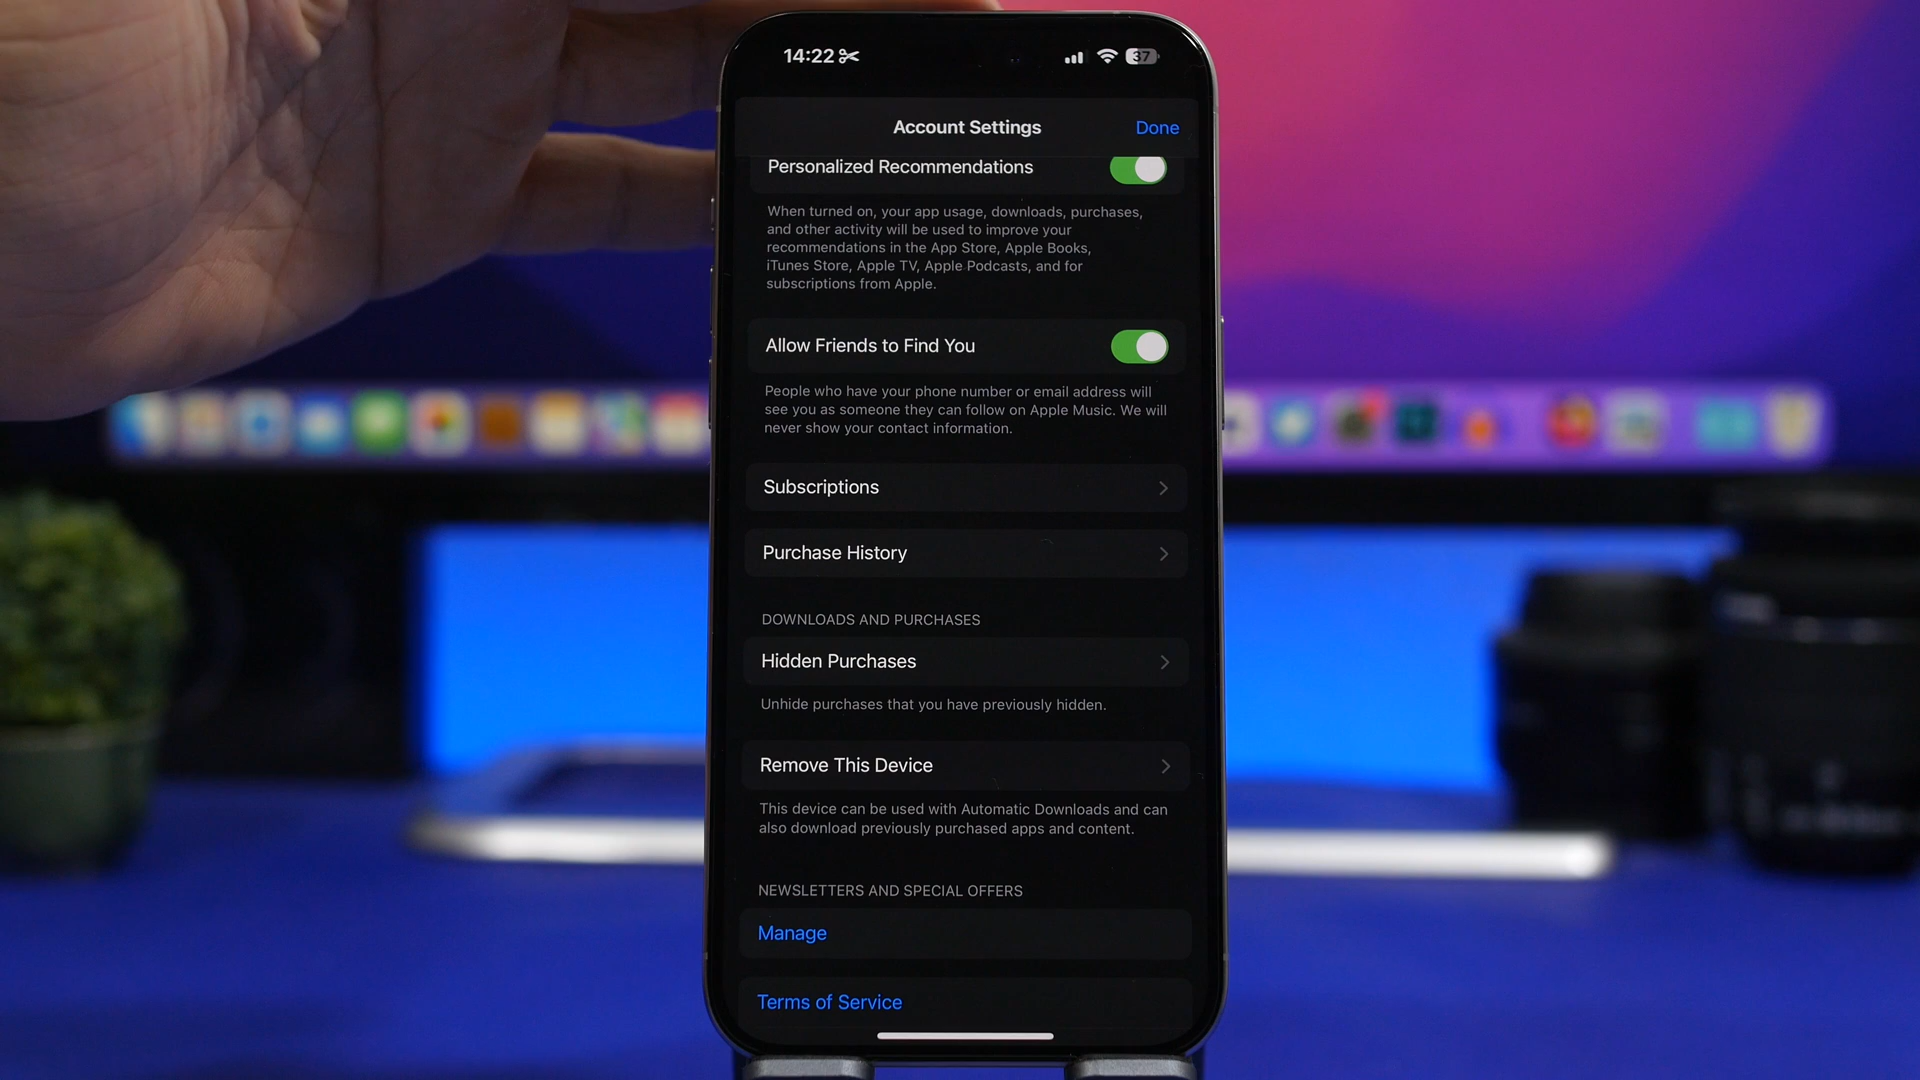 14:22
37
Account Settings
Done
Personalized Recommendations
When turned on, your app usage, downloads, purchases,
and other activity will be used to improve your
recommendations in the App Store, Apple Books,
iTunes Store, Apple TV, Apple Podcasts, and for
subscriptions from Apple.
Allow Friends to Find You
People who have your phone number or email address will
see you as someone they can follow on Apple Music. We will
never show your contact information.
Subscriptions
Purchase History
DOWNLOADS AND PURCHASES
Hidden Purchases
Unhide purchases that you have previously hidden.
Remove This Device
This device can be used with Automatic Downloads and can
also download previously purchased apps and content.
NEWSLETTERS AND SPECIAL OFFERS
Manage
Terms of Service